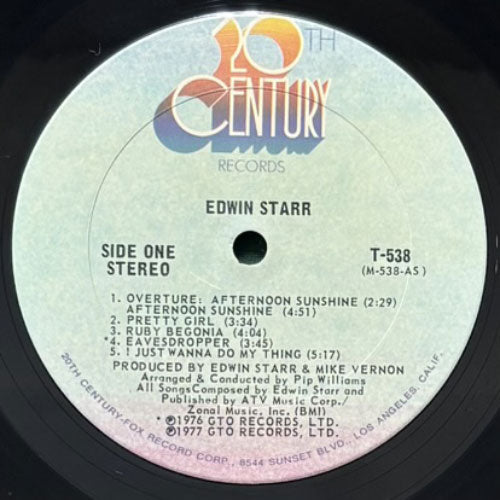 20TH
CENTURY
RECORDS
EDWIN STARR
SIDE ONE
STEREO
T-538
(M-538-AS)
1. OVERTURE: AFTERNOON SUNSHINE (2:29)
AFTERNOON SUNSHINE (4:51)
2. PRETTY GIRL (3:34)
3. RUBY BEGONIA (4:04)
*4. EAVESDROPPER (3:45)
5. I JUST WANNA DO MY THING (5:17)
PRODUCED BY EDWIN STARR & MIKE VERNON
Arranged & Conducted by Pip Williams
All Songs Composed by Edwin Starr and
Published by ATV Music Corp./
Zonal Music, Inc. (BMI)
*℗1976 GTO RECORDS, LTD.
℗1977 GTO RECORDS, LTD.
20TH CENTURY-FOX RECORD CORP., 8544 SUNSET BLVD., LOS ANGELES, CALIF.